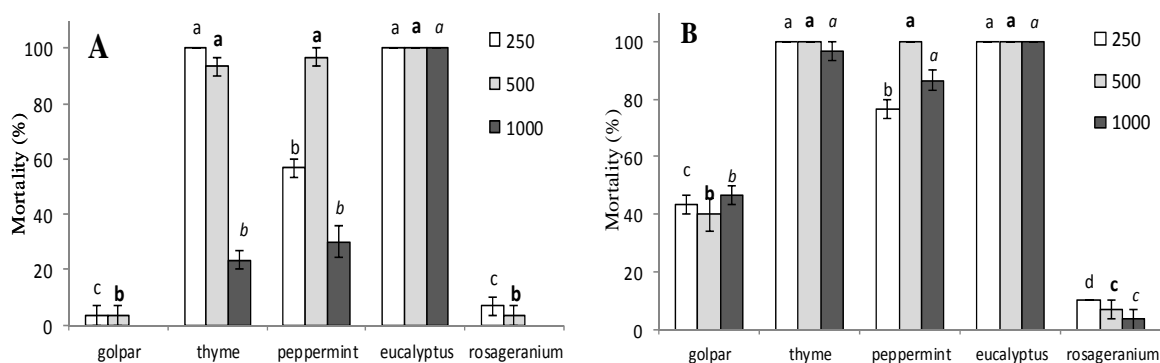 A
Mortality (%)
100
80
60
40
20
0
a a
b a
b
b
a a a
c b
c b
250
500
1000
golpar thyme peppermint eucalyptus rosageranium
B
Mortality (%)
100
80
60
40
20
0
a a a
a
a a a
b a
c b b
d c c
250
500
1000
golpar thyme peppermint eucalyptus rosageranium